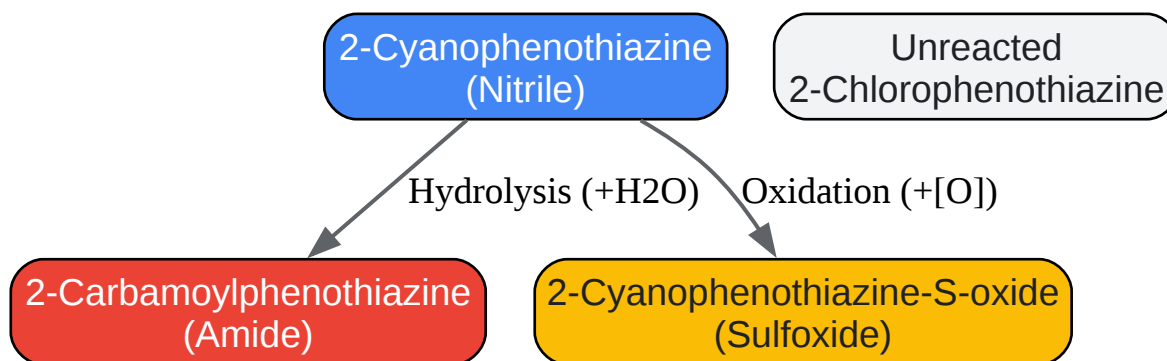 2-Cyanophenothiazine
(Nitrile)
Unreacted
2-Chlorophenothiazine
Hydrolysis (+H2O)
Oxidation (+[O])
2-Carbamoylphenothiazine
(Amide)
2-Cyanophenothiazine-S-oxide
(Sulfoxide)